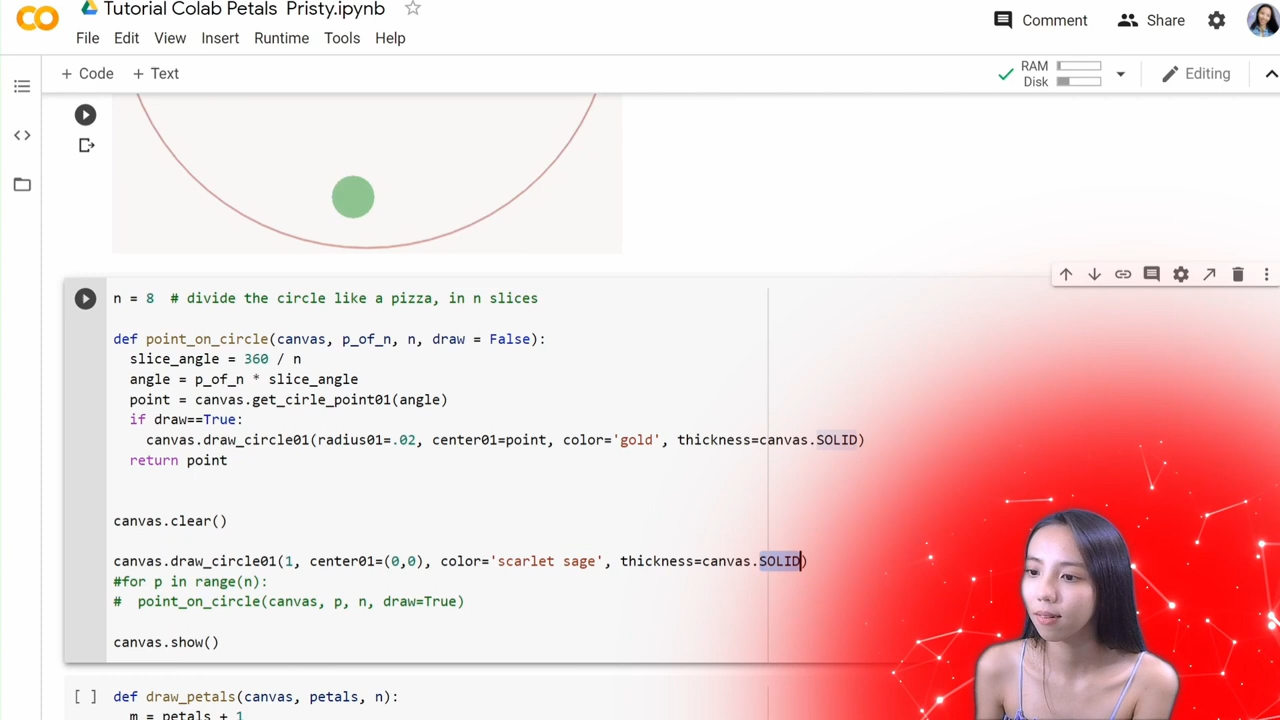 Tutorial Colab Petals Pristy.ipynb
File Edit View Insert Runtime Tools Help
Comment Share
+ Code + Text
RAM
Disk
Editing
n = 8 # divide the circle like a pizza, in n slices
def point_on_circle(canvas, p_of_n, n, draw = False):
slice_angle = 360 / n
angle = p_of_n * slice_angle
point = canvas.get_cirle_point01(angle)
if draw==True:
canvas.draw_circle01(radius01=.02, center01=point, color='gold', thickness=canvas.SOLID)
return point
canvas.clear()
canvas.draw_circle01(1, center01=(0,0), color='scarlet sage', thickness=canvas.SOLID)
#for p in range(n):
# point_on_circle(canvas, p, n, draw=True)
canvas.show()
[ ] def draw_petals(canvas, petals, n):
m = petals + 1